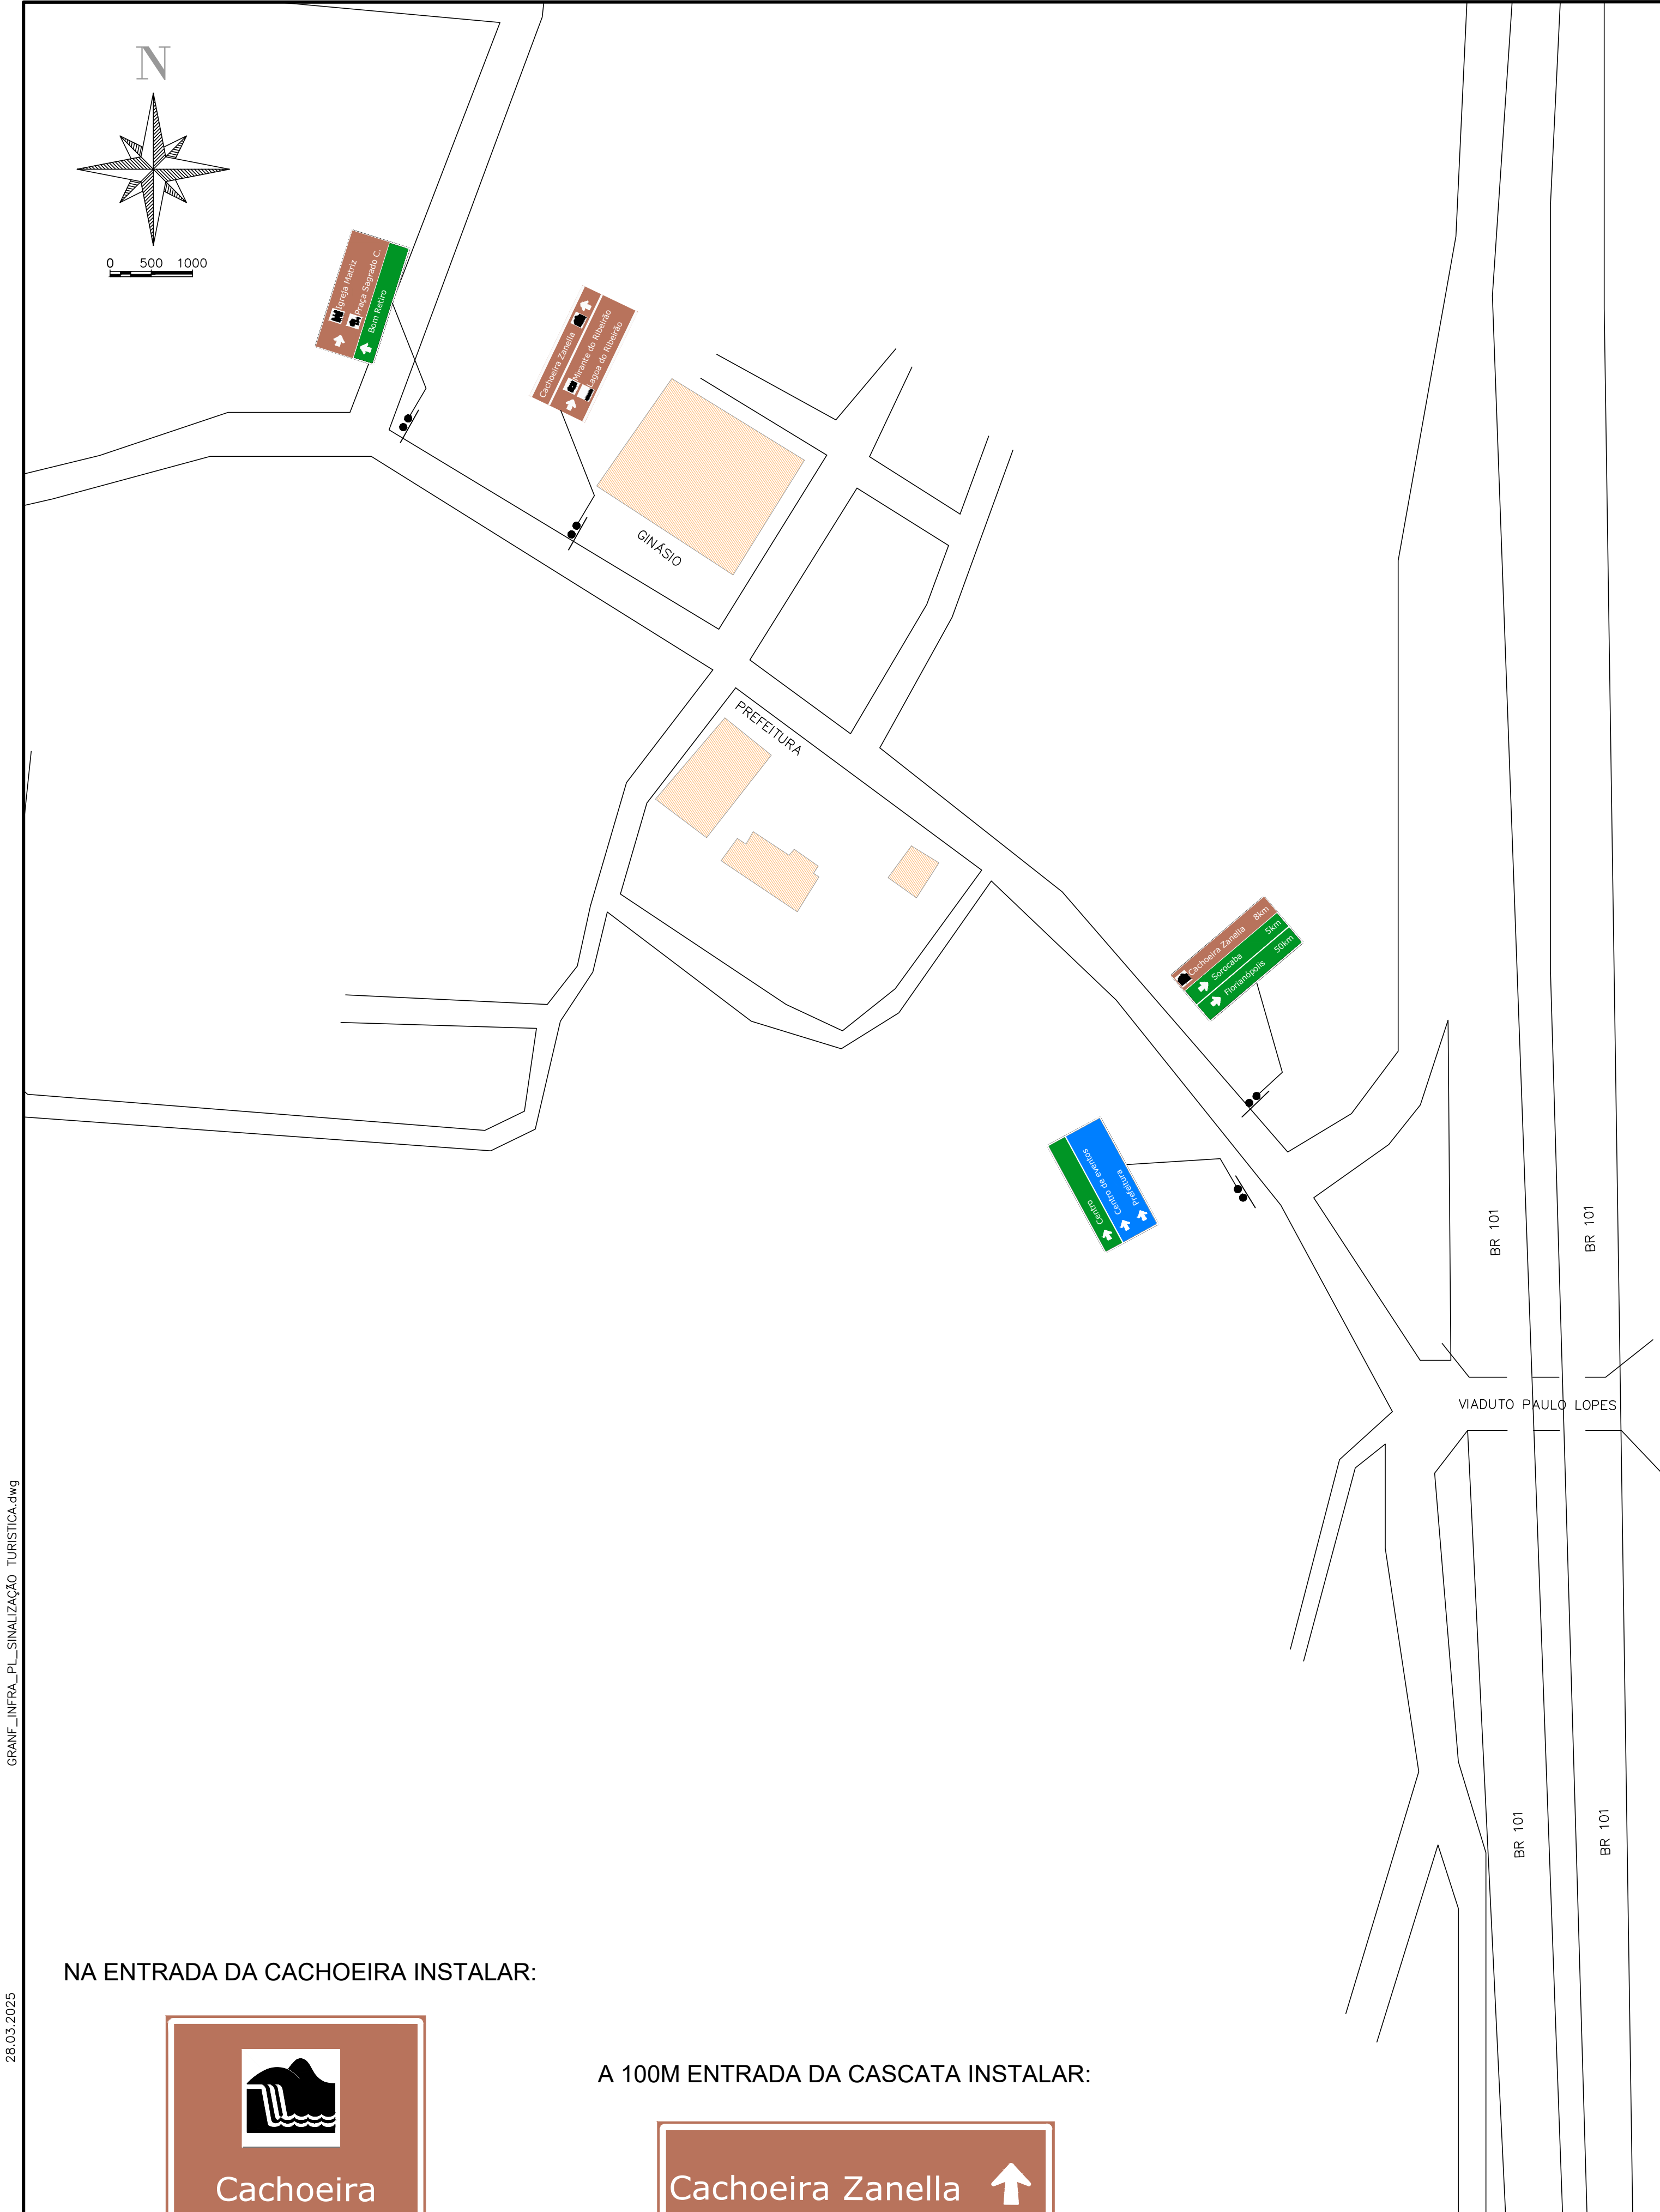 N
0 500 1000
Igreja Matriz
Praça Sagrado C.
Bom Retiro
Cachoeira Zanella
Mirante do Ribeirão
Lagoa do Ribeirão
GINÁSIO
PREFEITURA
Cachoeira Zanella 8km
Sorocaba 5km
Florianópolis 50km
Centro
Centro de eventos
Prefeitura
BR 101
BR 101
VIADUTO PAULO LOPES
BR 101
BR 101
GRANF_INFRA_PL_SINALIZAÇÃO TURISTICA.dwg
28.03.2025
NA ENTRADA DA CACHOEIRA INSTALAR:
Cachoeira
A 100M ENTRADA DA CASCATA INSTALAR:
Cachoeira Zanella